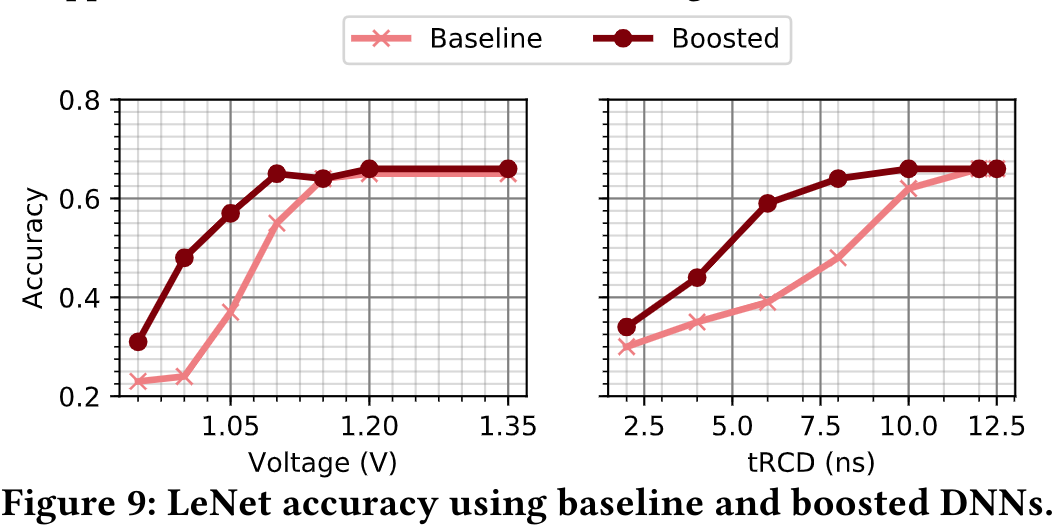 Baseline Boosted
0.8
0.6
0.4
0.2
Accuracy
1.05 1.20 1.35
Voltage (V)
2.5 5.0 7.5 10.0 12.5
tRCD (ns)
Figure 9: LeNet accuracy using baseline and boosted DNNs.